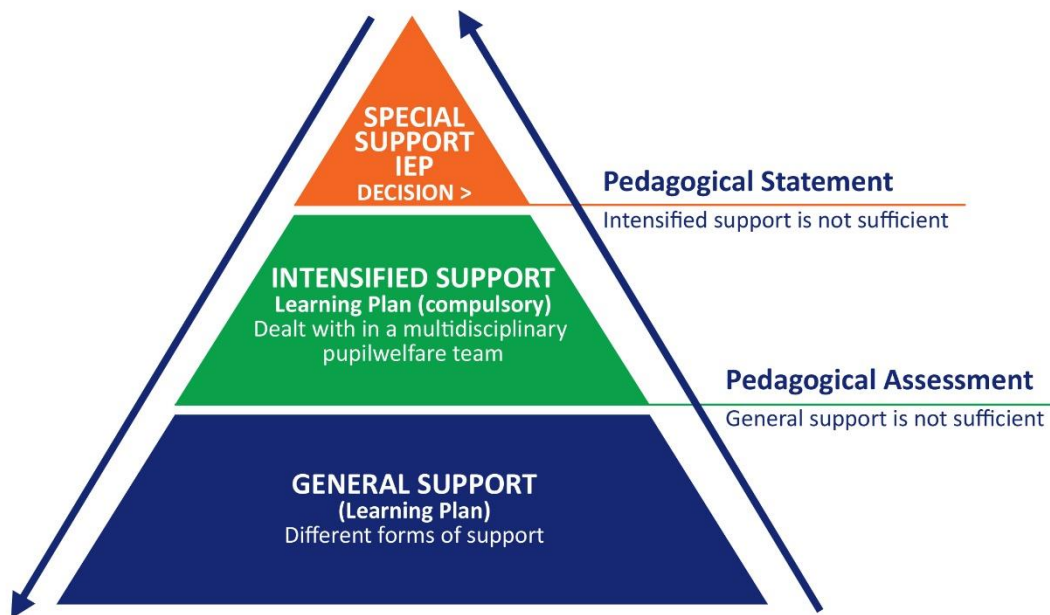 SPECIAL
SUPPORT
IEP
DECISION >
Pedagogical Statement
Intensified support is not sufficient
INTENSIFIED SUPPORT
Learning Plan (compulsory)
Dealt with in a multidisciplinary
pupilwelfare team
Pedagogical Assessment
General support is not sufficient
GENERAL SUPPORT
(Learning Plan)
Different forms of support